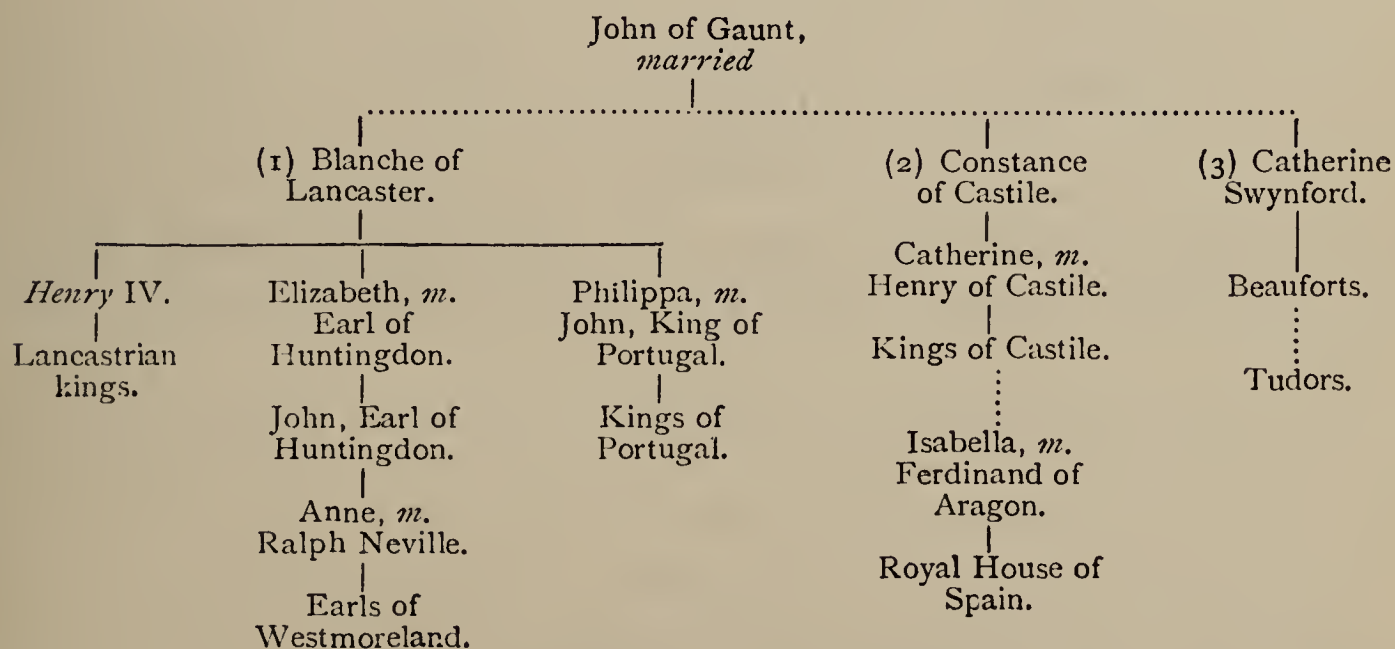 John of Gaunt,
married
(1) Blanche of
Lancaster.
(2) Constance
of Castile.
(3) Catherine
Swynford.
Henry IV.
Lancastrian
kings.
Elizabeth, m.
Earl of
Huntingdon.
John, Earl of
Huntingdon.
Anne, m.
Ralph Neville.
Earls of
Westmoreland.
Philippa, m.
John, King of
Portugal.
Kings of
Portugal.
Catherine, m.
Henry of Castile.
Kings of Castile.
Isabella, m.
Ferdinand of
Aragon.
Royal House of
Spain.
Beauforts.
Tudors.